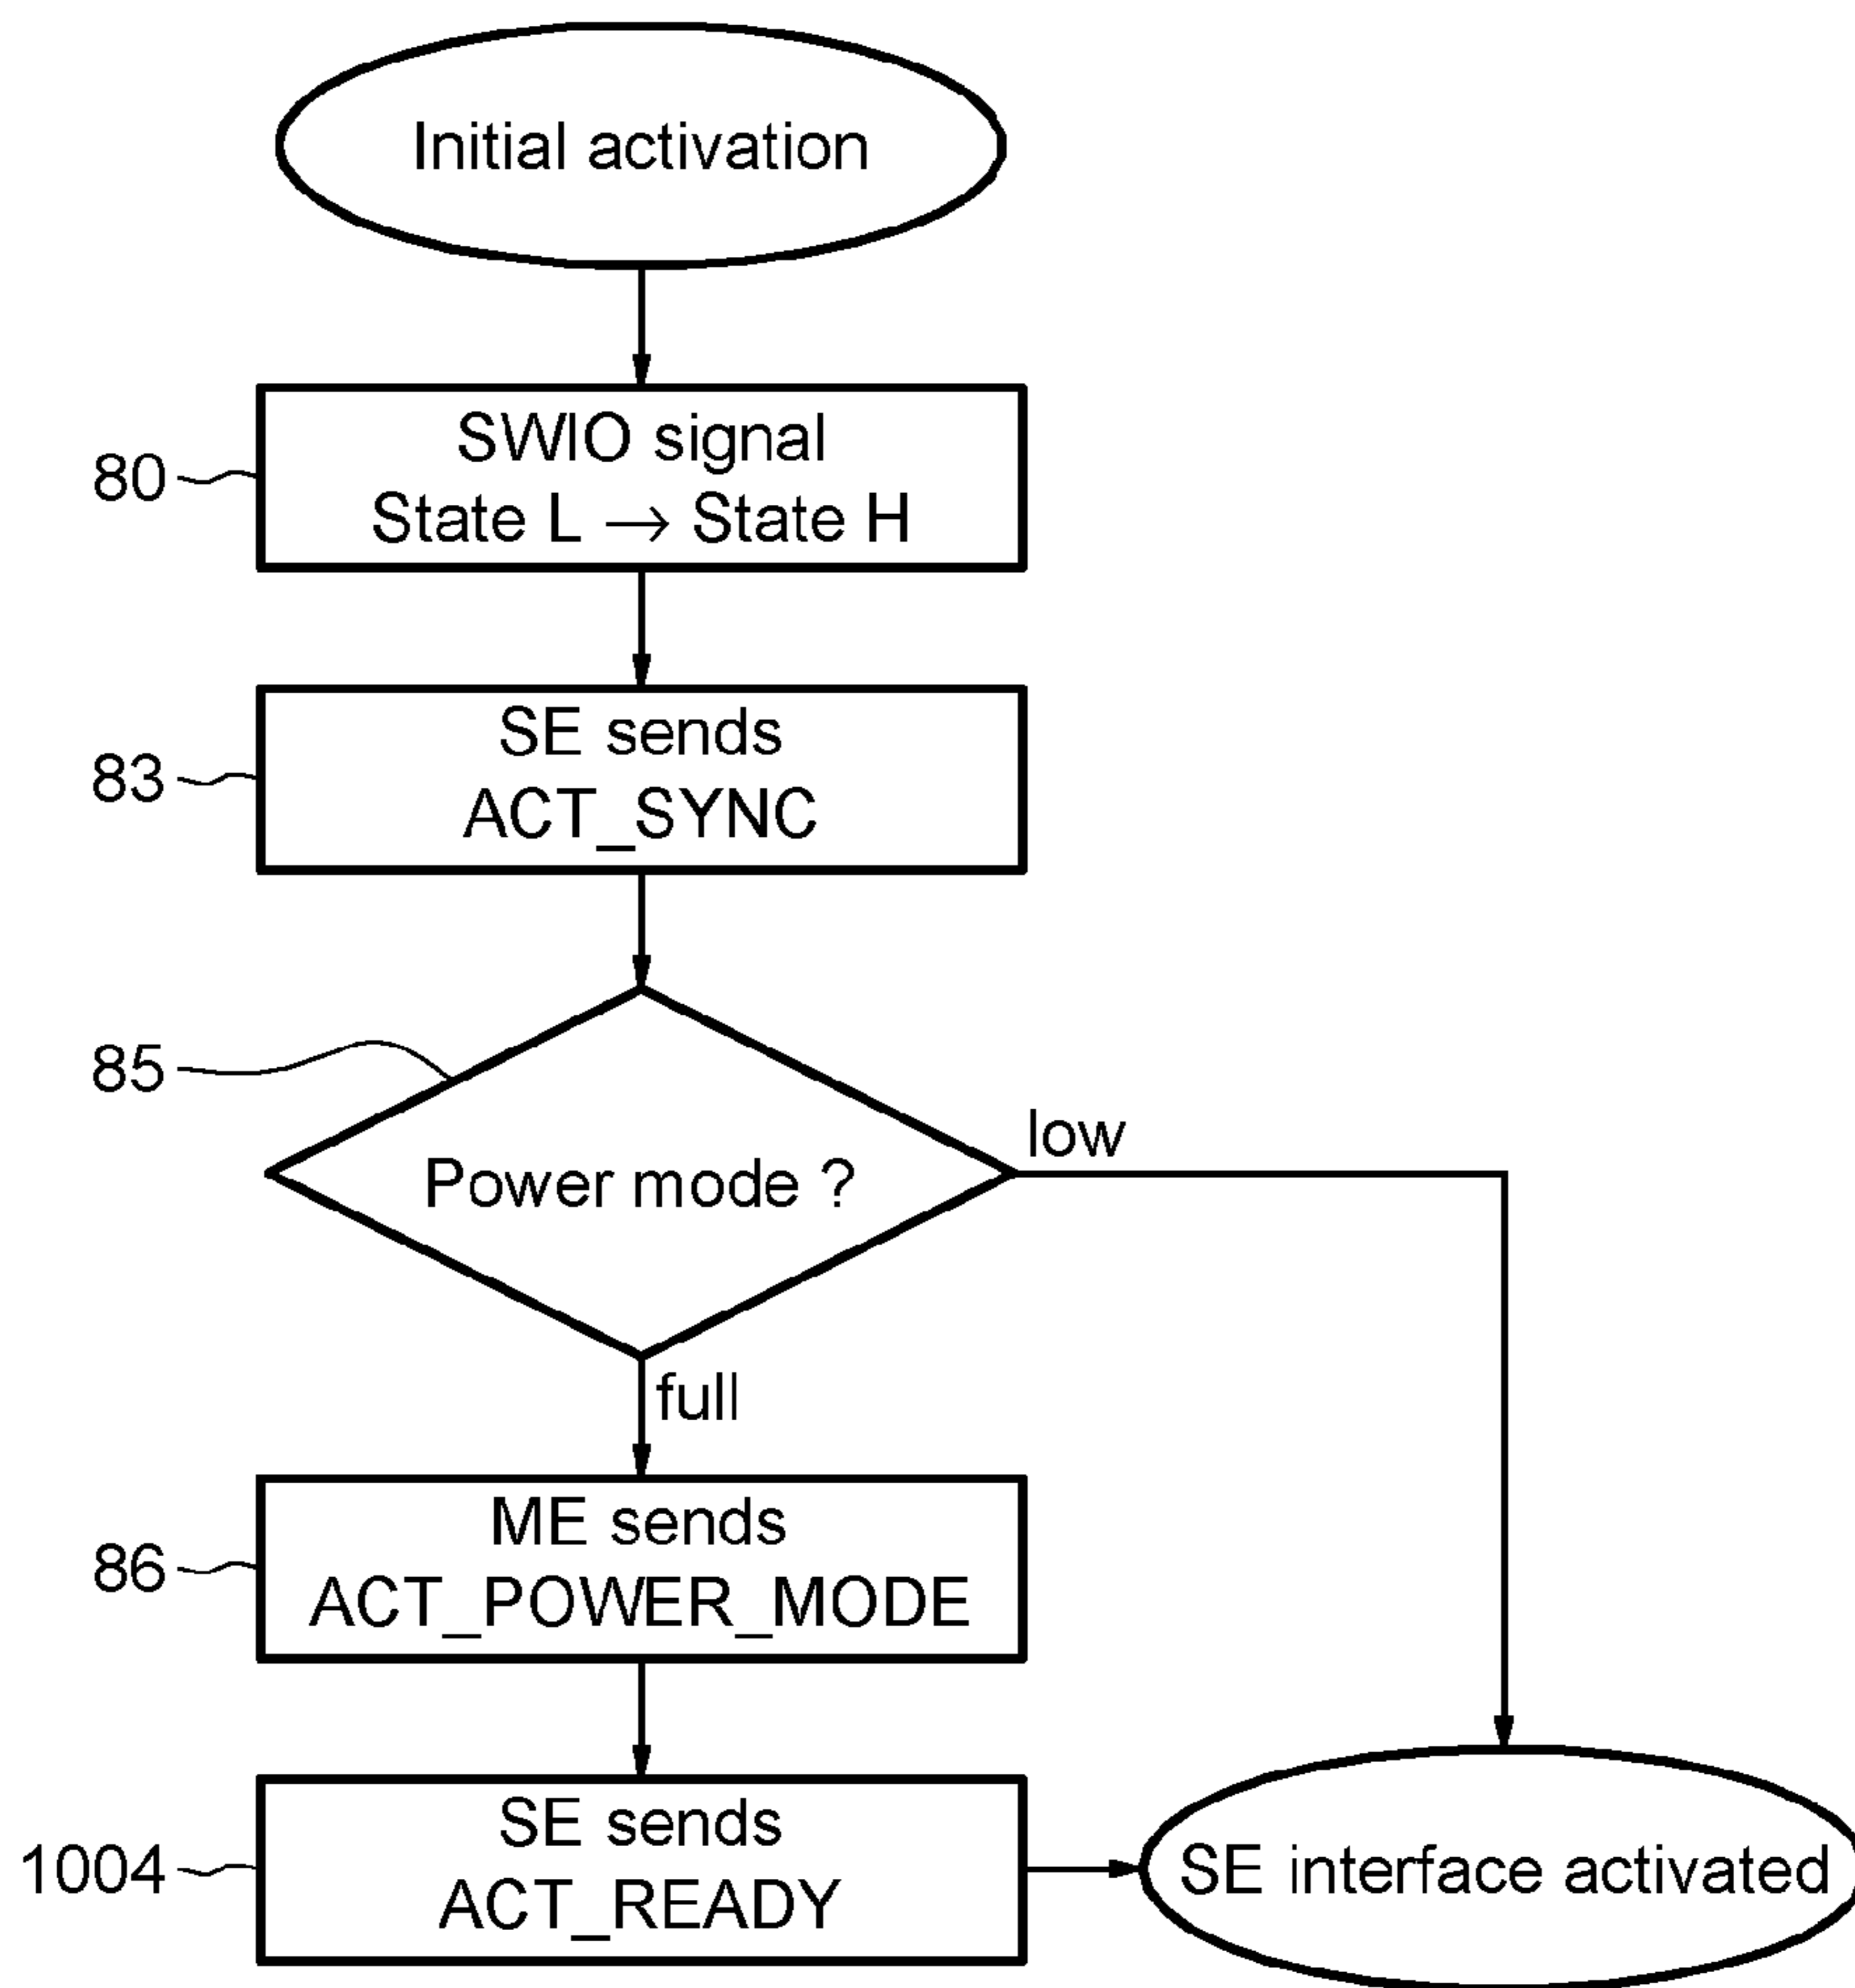 Initial activation
80
SWIO signal
State L → State H
83
SE sends
ACT_SYNC
85
Power mode ?
low
full
86
ME sends
ACT_POWER_MODE
1004
SE sends
ACT_READY
SE interface activated